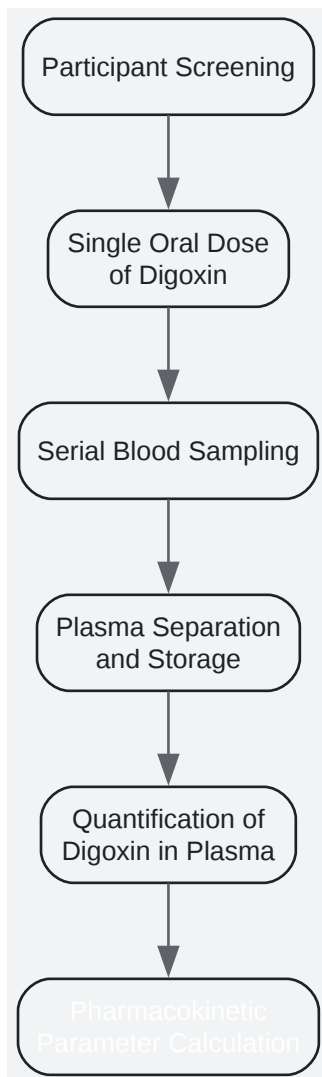 Participant Screening
Single Oral Dose
of Digoxin
Serial Blood Sampling
Plasma Separation
and Storage
Quantification of
Digoxin in Plasma
Pharmacokinetic
Parameter Calculation